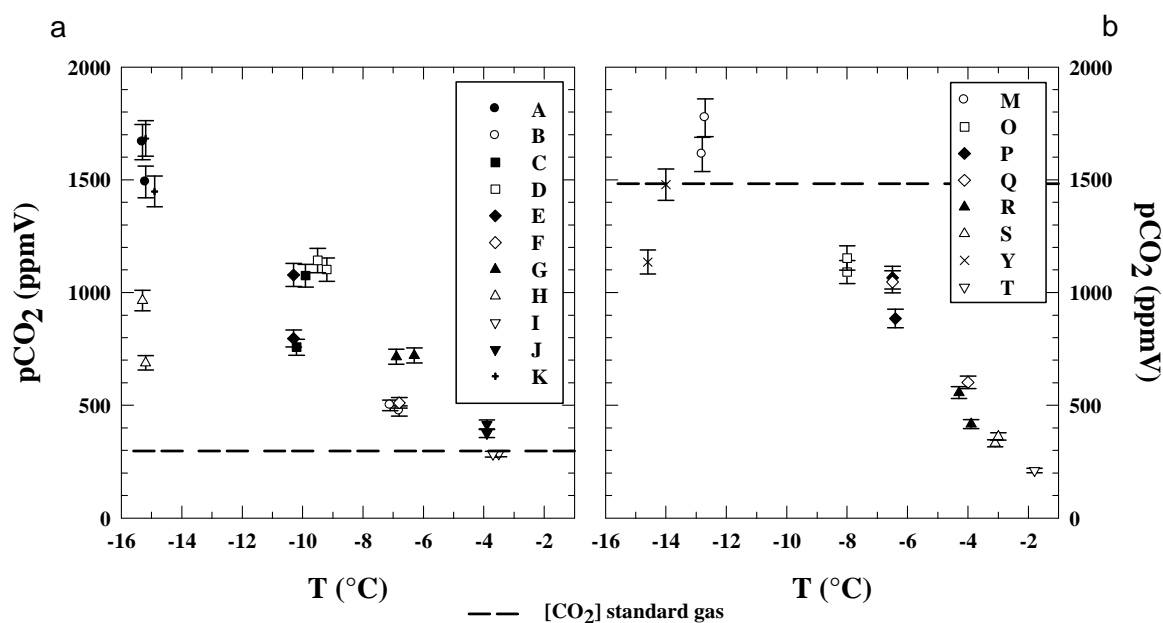 a
b
2000
1500
1000
500
0
pCO2 (ppmV)
A
B
C
D
E
F
G
H
I
J
K
-16 -14 -12 -10 -8 -6 -4 -2
T (°C)
M
O
P
Q
R
S
Y
T
2000
1500
1000
500
0
pCO2 (ppmV)
-16 -14 -12 -10 -8 -6 -4 -2
T (°C)
[CO2] standard gas